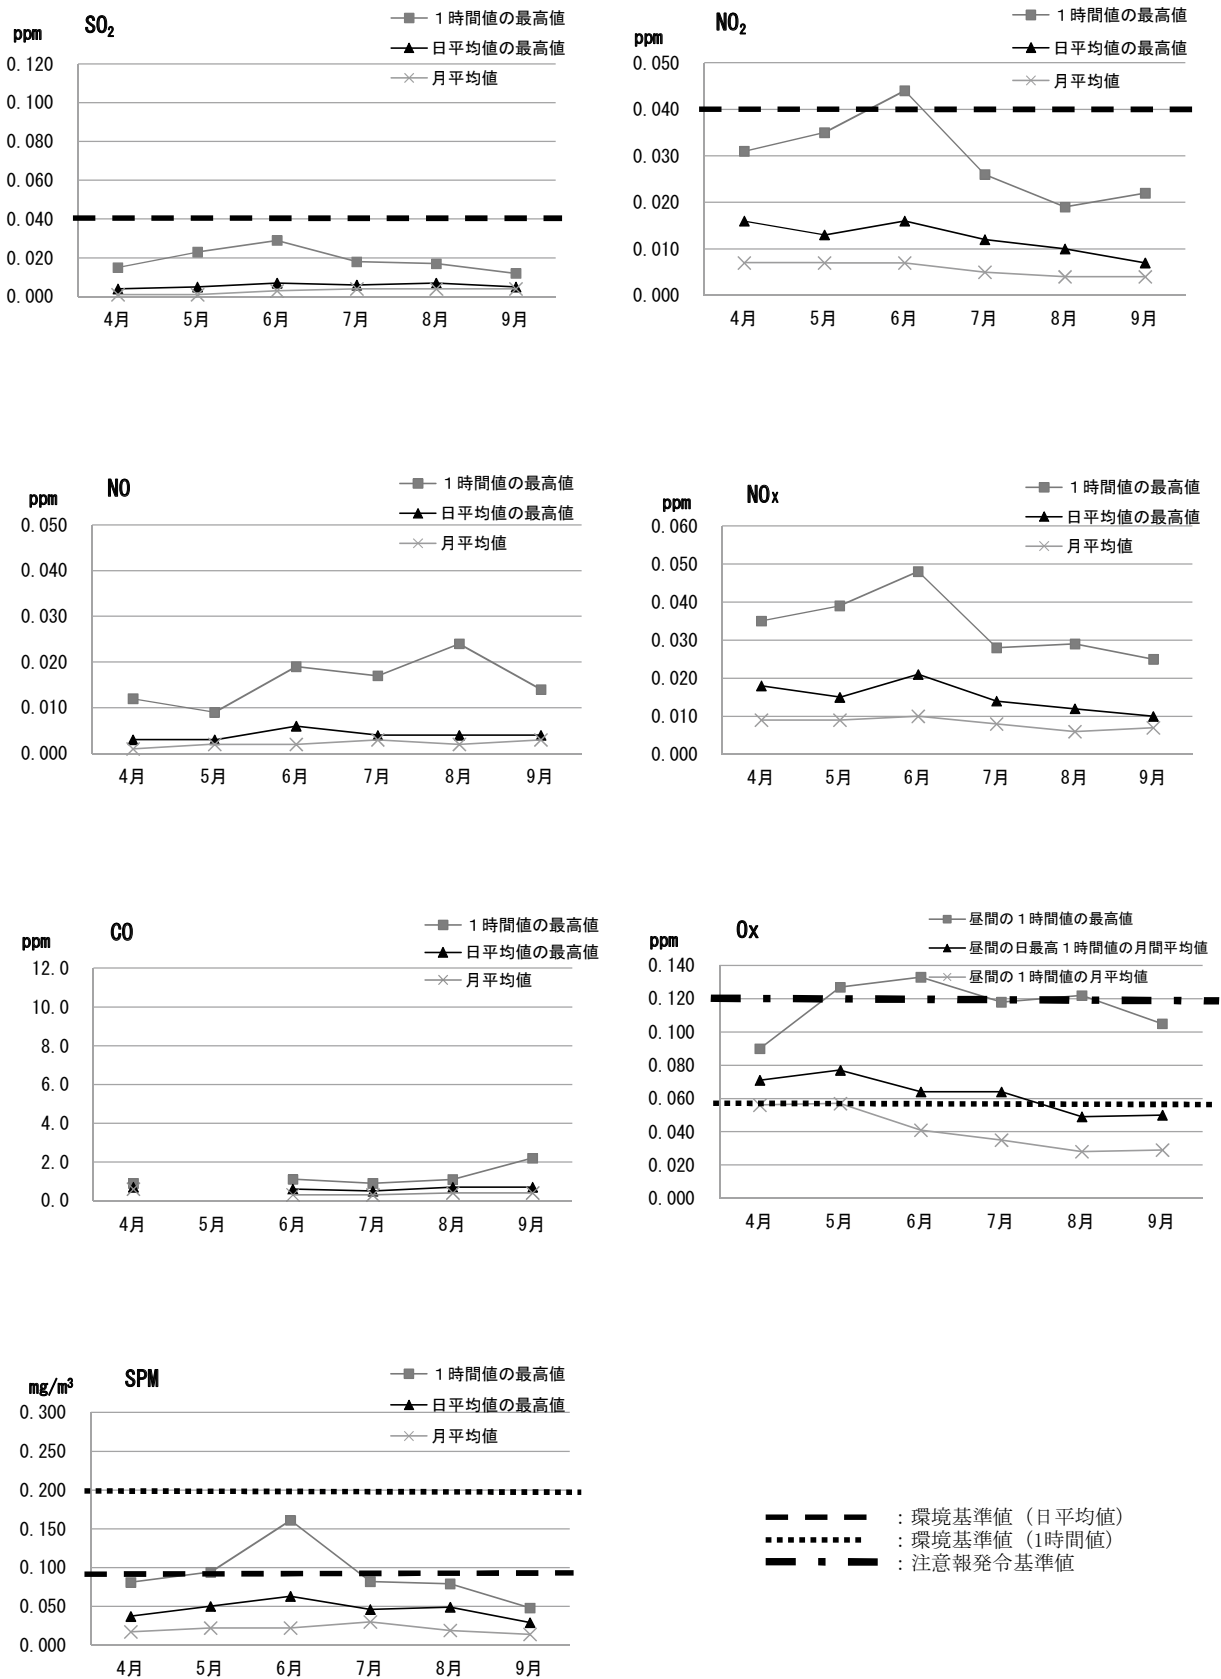 SO₂
ppm
１時間値の最高値
日平均値の最高値
月平均値
0.120
0.100
0.080
0.060
0.040
0.020
0.000
4月 5月 6月 7月 8月 9月
NO₂
ppm
１時間値の最高値
日平均値の最高値
月平均値
0.050
0.040
0.030
0.020
0.010
0.000
4月 5月 6月 7月 8月 9月
NO
ppm
１時間値の最高値
日平均値の最高値
月平均値
0.050
0.040
0.030
0.020
0.010
0.000
4月 5月 6月 7月 8月 9月
NOx
ppm
１時間値の最高値
日平均値の最高値
月平均値
0.060
0.050
0.040
0.030
0.020
0.010
0.000
4月 5月 6月 7月 8月 9月
CO
ppm
１時間値の最高値
日平均値の最高値
月平均値
12.0
10.0
8.0
6.0
4.0
2.0
0.0
4月 5月 6月 7月 8月 9月
Ox
ppm
昼間の１時間値の最高値
昼間の日最高１時間値の月間平均値
昼間の１時間値の月平均値
0.140
0.120
0.100
0.080
0.060
0.040
0.020
0.000
4月 5月 6月 7月 8月 9月
SPM
mg/m³
１時間値の最高値
日平均値の最高値
月平均値
0.300
0.250
0.200
0.150
0.100
0.050
0.000
4月 5月 6月 7月 8月 9月
：環境基準値（日平均値）
：環境基準値（1時間値）
：注意報発令基準値